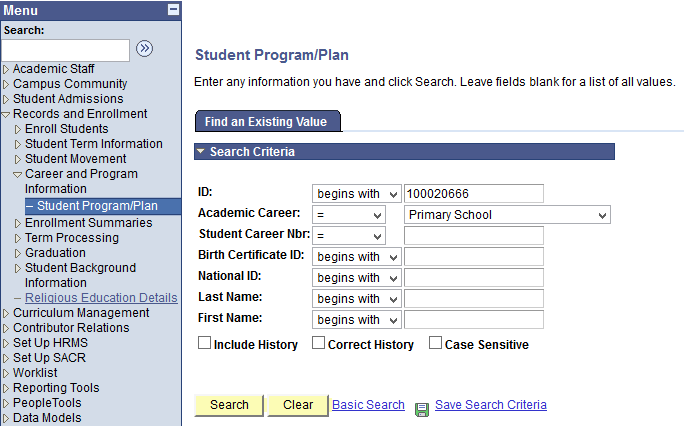 Menu
Search:
Academic Staff
Campus Community
Student Admissions
Records and Enrollment
Enroll Students
Student Term Information
Student Movement
Career and Program
Information
Student Program/Plan
Enrollment Summaries
Term Processing
Graduation
Student Background
Information
Religious Education Details
Curriculum Management
Contributor Relations
Set Up HRMS
Set Up SACR
Worklist
Reporting Tools
PeopleTools
Data Models
Student Program/Plan
Enter any information you have and click Search. Leave fields blank for a list of all values.
Find an Existing Value
Search Criteria
ID: begins with 100020666
Academic Career: = Primary School
Student Career Nbr: =
Birth Certificate ID: begins with
National ID: begins with
Last Name: begins with
First Name: begins with
Include History Correct History Case Sensitive
Search Clear Basic Search Save Search Criteria